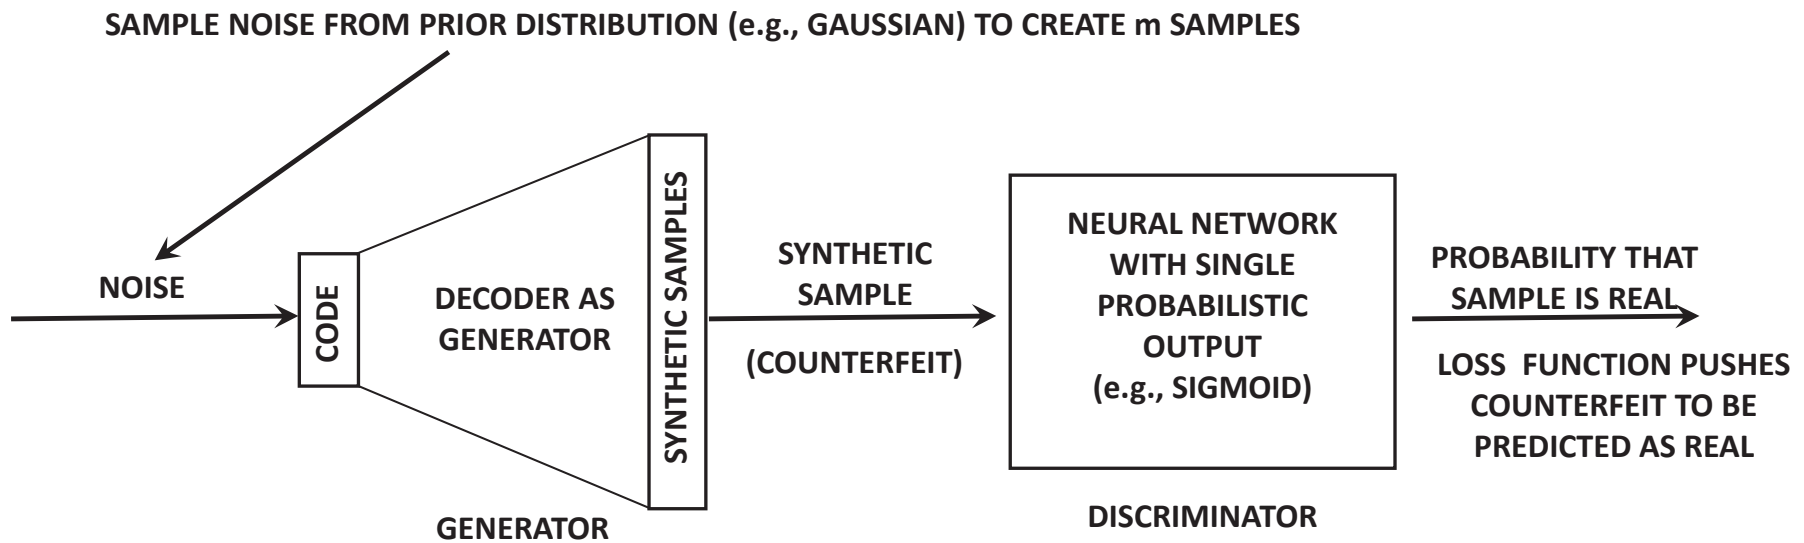 SAMPLE NOISE FROM PRIOR DISTRIBUTION (e.g., GAUSSIAN) TO CREATE m SAMPLES
NOISE
CODE
DECODER AS
GENERATOR
SYNTHETIC SAMPLES
GENERATOR
SYNTHETIC
SAMPLE
(COUNTERFEIT)
NEURAL NETWORK
WITH SINGLE
PROBABILISTIC
OUTPUT
(e.g., SIGMOID)
DISCRIMINATOR
PROBABILITY THAT
SAMPLE IS REAL
LOSS FUNCTION PUSHES
COUNTERFEIT TO BE
PREDICTED AS REAL